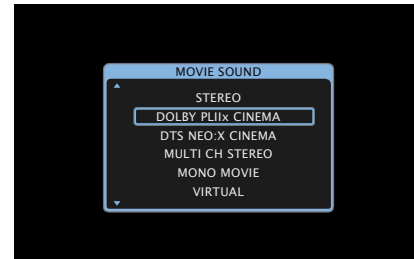 MOVIE SOUND
STEREO
DOLBY PLIIx CINEMA
DTS NEO:X CINEMA
MULTI CH STEREO
MONO MOVIE
VIRTUAL